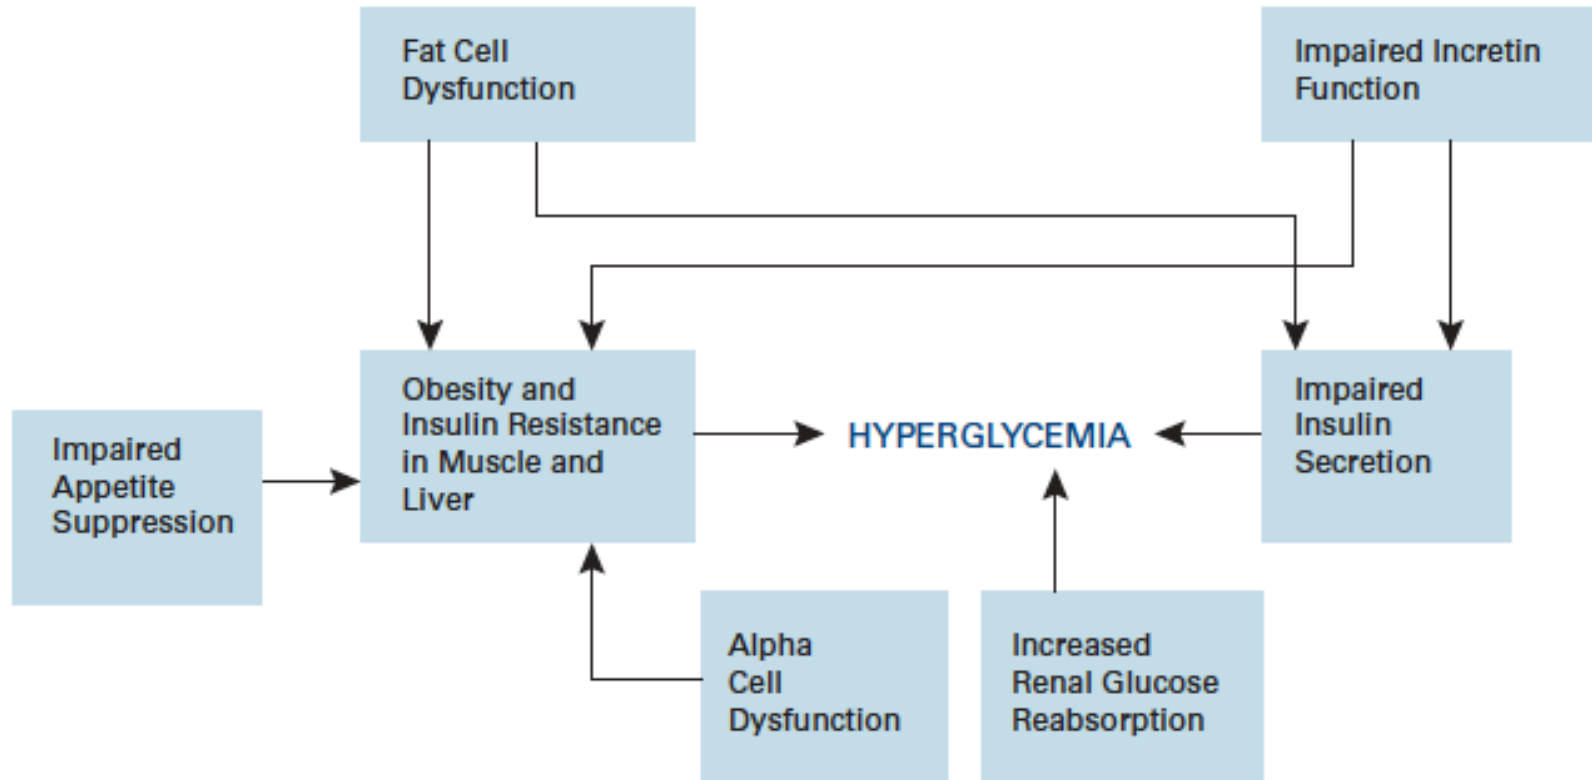 Fat Cell
Dysfunction
Impaired Incretin
Function
Obesity and
Insulin Resistance
in Muscle and
Liver
HYPERGLYCEMIA
Impaired
Insulin
Secretion
Impaired
Appetite
Suppression
Alpha
Cell
Dysfunction
Increased
Renal Glucose
Reabsorption